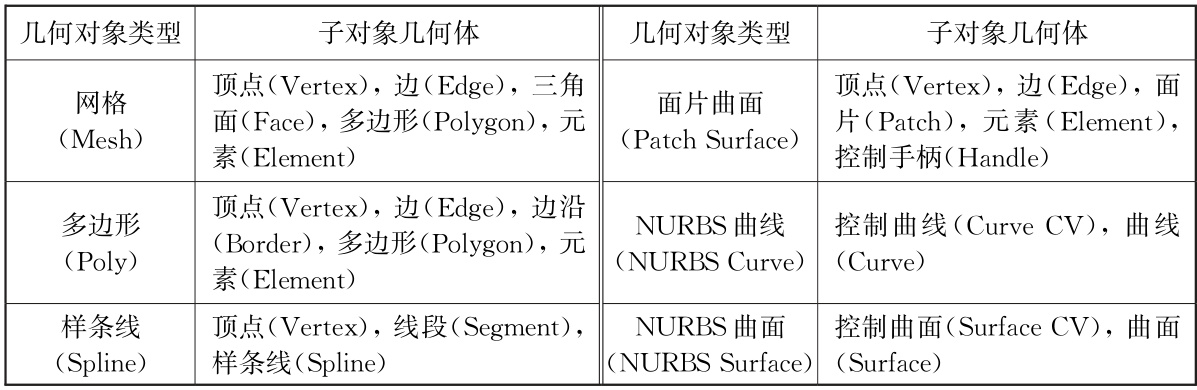 几何对象类型 子对象几何体 几何对象类型 子对象几何体
网格
(Mesh)
顶点(Vertex)，边(Edge)，三角
面(Face)，多边形(Polygon)，元
素(Element)
面片曲面
(Patch Surface)
顶点(Vertex)，边(Edge)，面
片(Patch)，元素(Element)，
控制手柄(Handle)
多边形
(Poly)
顶点(Vertex)，边(Edge)，边沿
(Border)，多边形(Polygon)，元
素(Element)
NURBS 曲线
(NURBS Curve)
控制曲线(Curve CV)，曲线
(Curve)
样条线
(Spline)
顶点(Vertex)，线段(Segment)，
样条线(Spline)
NURBS 曲面
(NURBS Surface)
控制曲面(Surface CV)，曲面
(Surface)